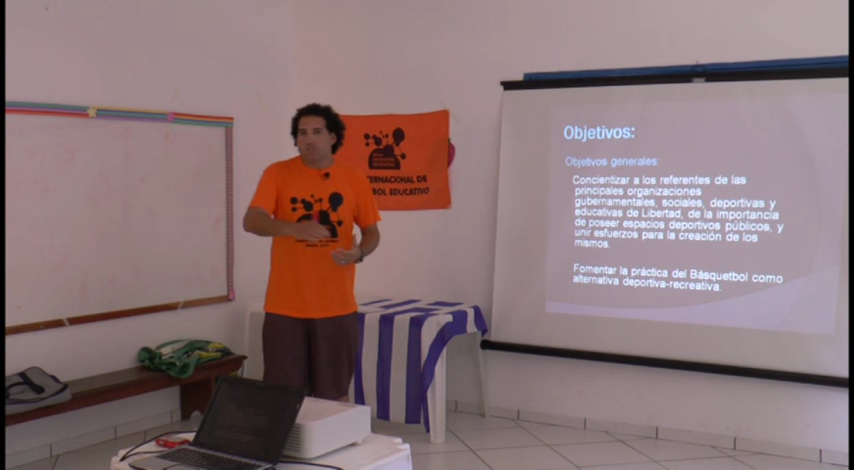 Objetivos:
Objetivos generales:
Concientizar a los referentes de las
principales organizaciones
gubernamentales, sociales, deportivas y
educativas de Libertad, de la importancia
de poseer espacios deportivos públicos, y
unir esfuerzos para la creación de los
mismos.
Fomentar la práctica del Básquetbol como
alternativa deportiva-recreativa.
TERNACIONAL DE
BOL EDUCATIVO